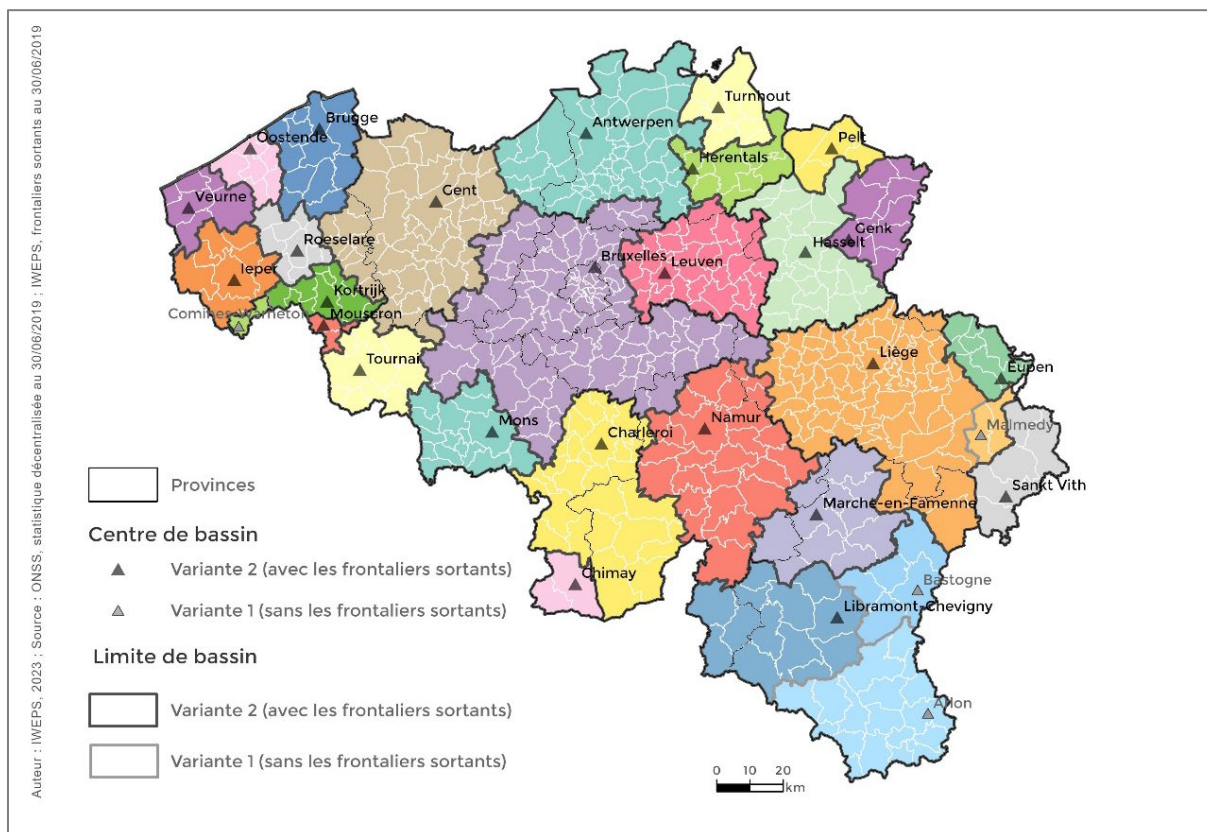 Auteur : IWEPS, 2023 ; Source : ONSS, statistique décentralisée au 30/06/2019 ; IWEPS, frontaliers sortants au 30/06/2019
Turnhout
Brugge
Antwerpen
Oostende
Pelt
Herentals
Gent
Veurne
Roeselare
Genk
Hasselt
Bruxelles
Leuven
Ieper
Kortrijk
Comines-Warneton
Mouscron
Tournai
Liège
Eupen
Mons
Charleroi
Namur
Malmedy
Provinces
Sankt Vith
Marche-en-Famenne
Centre de bassin
Variante 2 (avec les frontaliers sortants)
Chimay
Bastogne
Variante 1 (sans les frontaliers sortants)
Libramont-Chevigny
Limite de bassin
Variante 2 (avec les frontaliers sortants)
Arlon
Variante 1 (sans les frontaliers sortants)
0 10 20
km